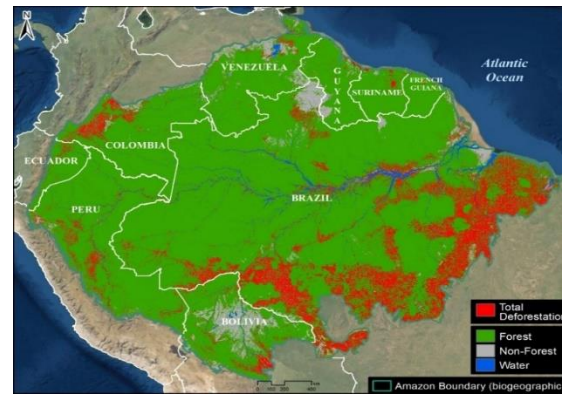 N
Atlantic
Ocean
VENEZUELA
GUYANA
SURINAME
FRENCH
GUIANA
COLOMBIA
ECUADOR
PERU
BRAZIL
BOLIVIA
Total
Deforestation
Forest
Non-Forest
Water
Amazon Boundary (biogeographic)